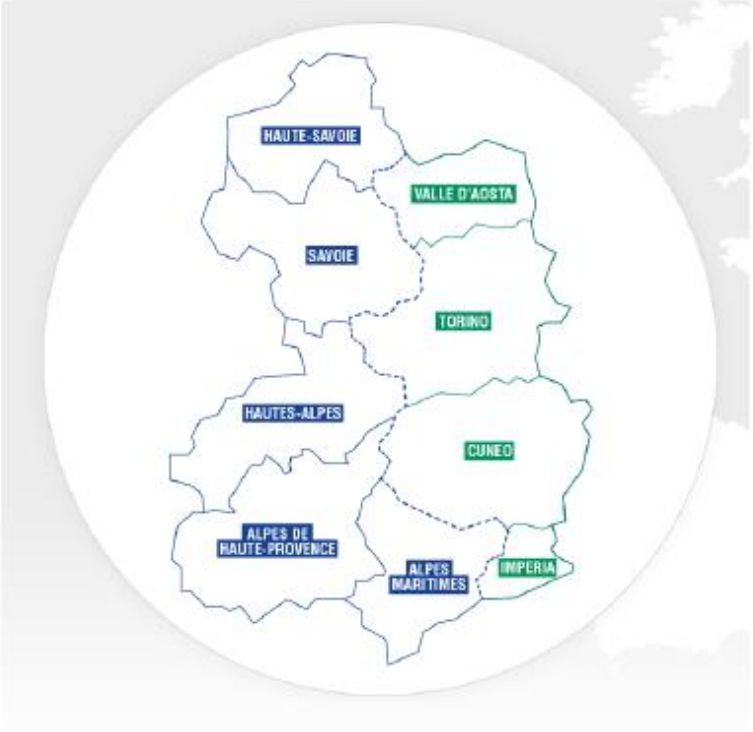 HAUTE-SAVOIE
VALLE D'AOSTA
SAVOIE
TORINO
HAUTES-ALPES
CUNEO
ALPES DE
HAUTE-PROVENCE
ALPES
MARITIMES
IMPERIA